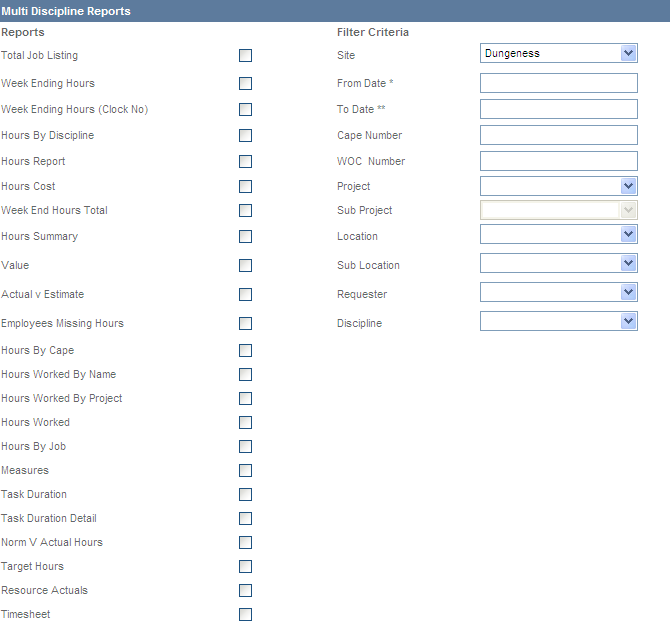 Multi Discipline Reports
Reports Filter Criteria
Total Job Listing Site Dungeness
Week Ending Hours From Date *
Week Ending Hours (Clock No) To Date **
Hours By Discipline Cape Number
Hours Report WOC Number
Hours Cost Project
Week End Hours Total Sub Project
Hours Summary Location
Value Sub Location
Actual v Estimate Requester
Employees Missing Hours Discipline
Hours By Cape
Hours Worked By Name
Hours Worked By Project
Hours Worked
Hours By Job
Measures
Task Duration
Task Duration Detail
Norm V Actual Hours
Target Hours
Resource Actuals
Timesheet